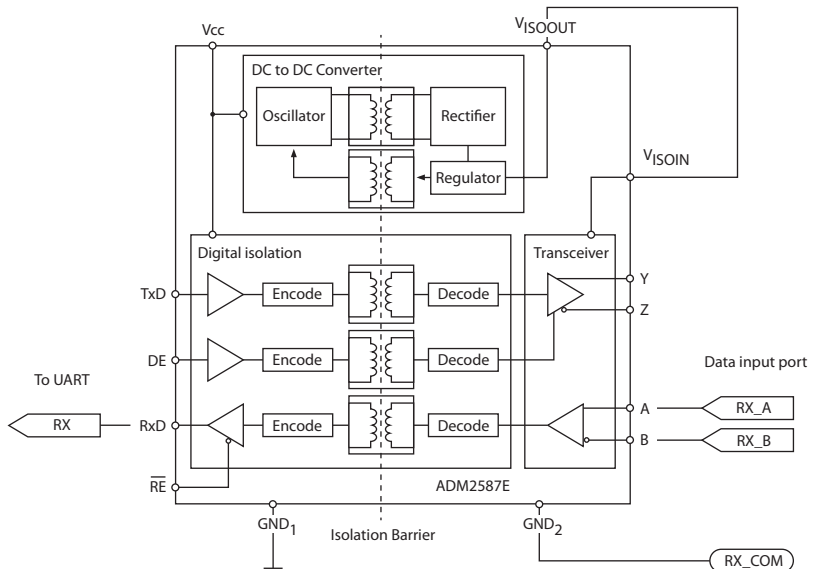 Vcc
VISOOUT
DC to DC Converter
Oscillator
Rectifier
Regulator
VISOIN
Digital isolation
Transceiver
TxD
Encode
Decode
Y
Z
DE
Encode
Decode
Data input port
To UART
RX
RxD
Encode
Decode
A
RX_A
B
RX_B
RE
ADM2587E
GND1
Isolation Barrier
GND2
RX_COM